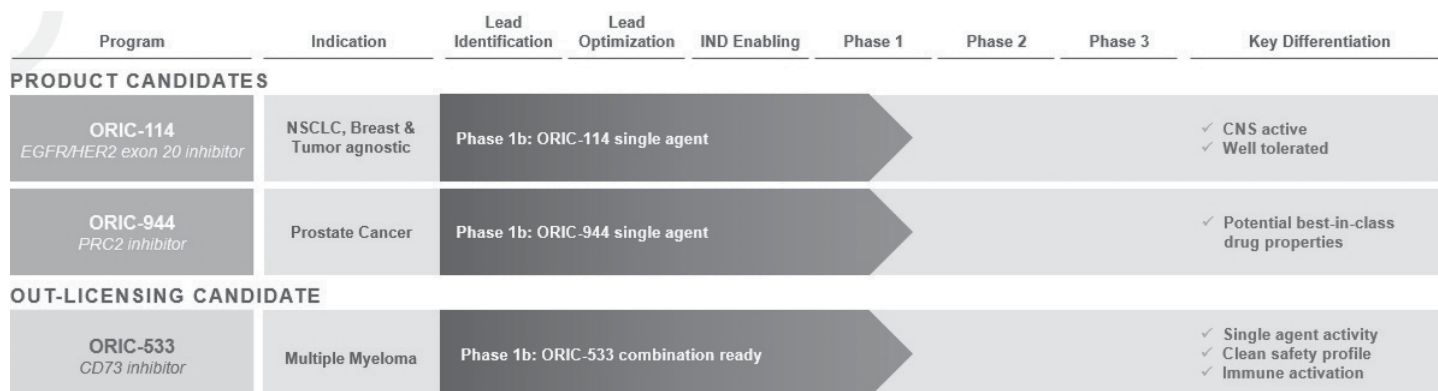 Program Indication Lead Identification Lead Optimization IND Enabling Phase 1 Phase 2 Phase 3 Key Differentiation
PRODUCT CANDIDATES
ORIC-114
EGFR/HER2 exon 20 inhibitor
NSCLC, Breast &
Tumor agnostic
Phase 1b: ORIC-114 single agent
✓ CNS active
✓ Well tolerated
ORIC-944
PRC2 inhibitor
Prostate Cancer
Phase 1b: ORIC-944 single agent
✓ Potential best-in-class
drug properties
OUT-LICENSING CANDIDATE
ORIC-533
CD73 inhibitor
Multiple Myeloma
Phase 1b: ORIC-533 combination ready
✓ Single agent activity
✓ Clean safety profile
✓ Immune activation